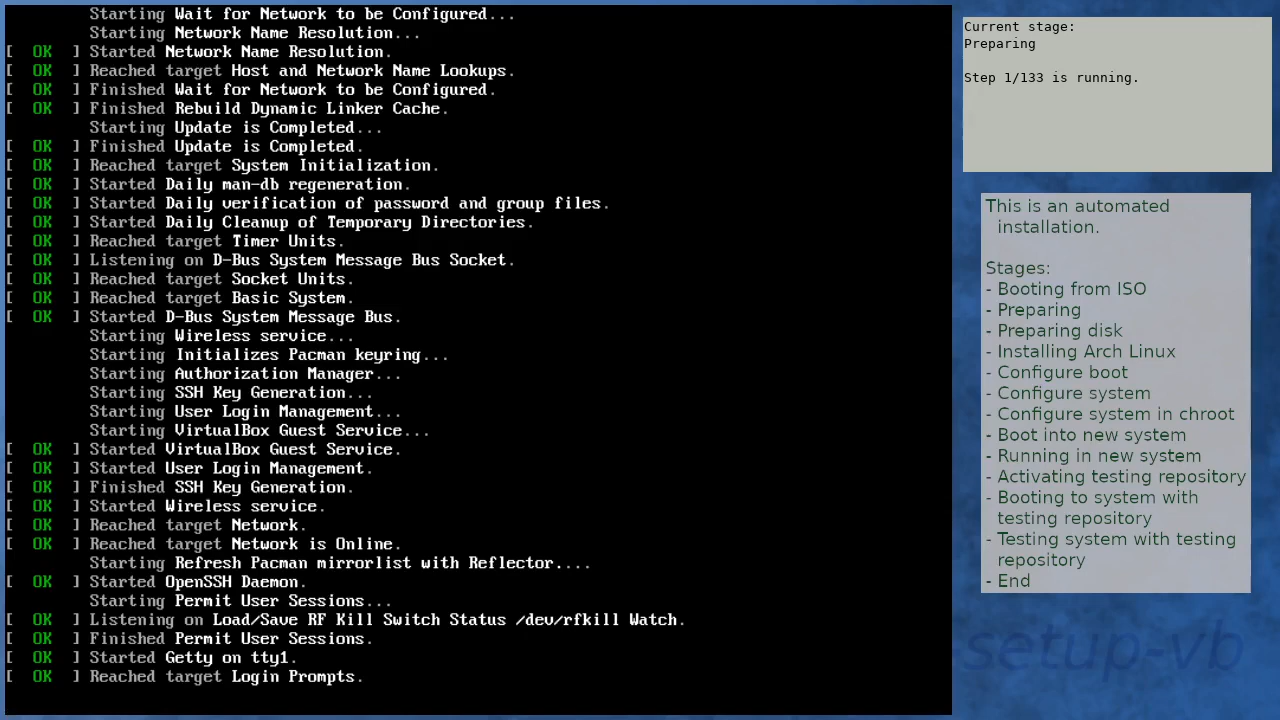 Starting Wait for Network to be Configured...
Starting Network Name Resolution...
[  OK  ] Started Network Name Resolution.
[  OK  ] Reached target Host and Network Name Lookups.
[  OK  ] Finished Wait for Network to be Configured.
[  OK  ] Finished Rebuild Dynamic Linker Cache.
Starting Update is Completed...
[  OK  ] Finished Update is Completed.
[  OK  ] Reached target System Initialization.
[  OK  ] Started Daily man-db regeneration.
[  OK  ] Started Daily verification of password and group files.
[  OK  ] Started Daily Cleanup of Temporary Directories.
[  OK  ] Reached target Timer Units.
[  OK  ] Listening on D-Bus System Message Bus Socket.
[  OK  ] Reached target Socket Units.
[  OK  ] Reached target Basic System.
[  OK  ] Started D-Bus System Message Bus.
Starting Wireless service...
Starting Initializes Pacman keyring...
Starting Authorization Manager...
Starting SSH Key Generation...
Starting User Login Management...
Starting VirtualBox Guest Service...
[  OK  ] Started VirtualBox Guest Service.
[  OK  ] Started User Login Management.
[  OK  ] Finished SSH Key Generation.
[  OK  ] Started Wireless service.
[  OK  ] Reached target Network.
[  OK  ] Reached target Network is Online.
Starting Refresh Pacman mirrorlist with Reflector....
[  OK  ] Started OpenSSH Daemon.
Starting Permit User Sessions...
[  OK  ] Listening on Load/Save RF Kill Switch Status /dev/rfkill Watch.
[  OK  ] Finished Permit User Sessions.
[  OK  ] Started Getty on tty1.
[  OK  ] Reached target Login Prompts.
Current stage:
Preparing
Step 1/133 is running.
This is an automated
installation.
Stages:
- Booting from ISO
- Preparing
- Preparing disk
- Installing Arch Linux
- Configure boot
- Configure system
- Configure system in chroot
- Boot into new system
- Running in new system
- Activating testing repository
- Booting to system with
testing repository
- Testing system with testing
repository
- End
setup-vb